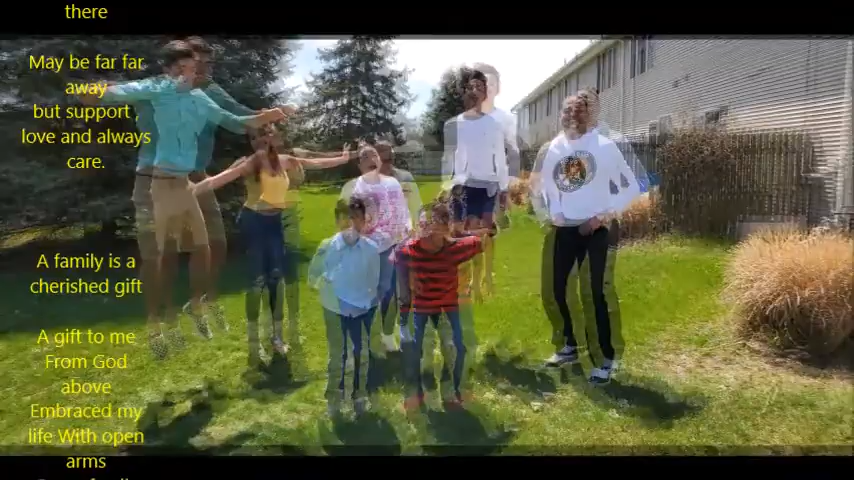 there
May be far far
away
but support
love and always
care.
A family is a
cherished gift
A gift to me
From God
above
Embraced my
life With open
arms